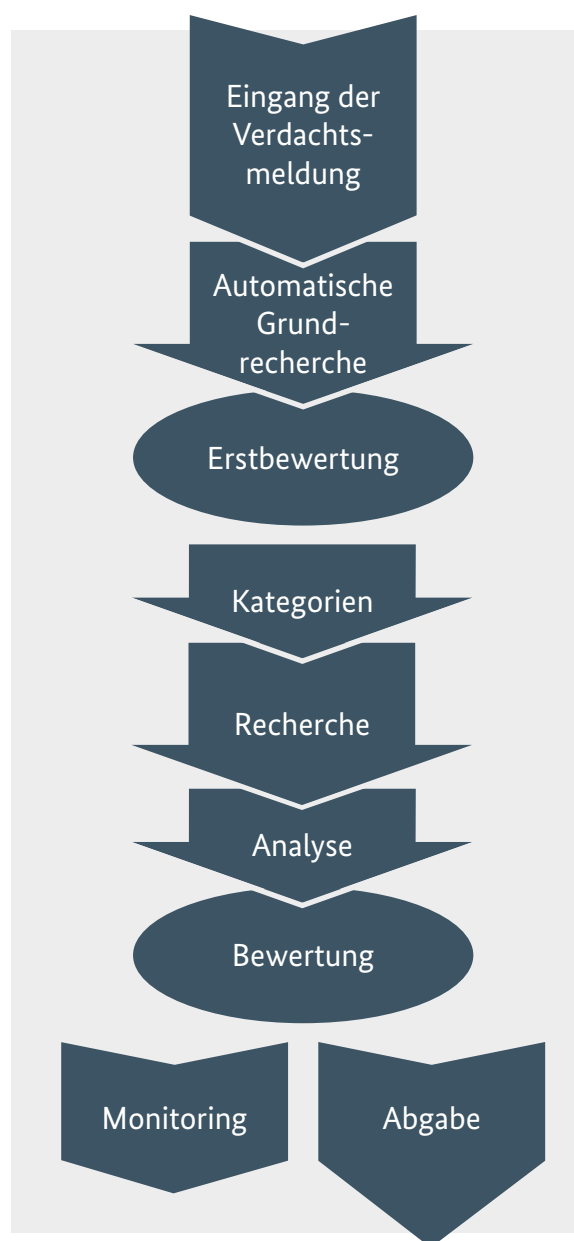 Eingang der
Verdachts-
meldung
Automatische
Grund-
recherche
Erstbewertung
Kategorien
Recherche
Analyse
Bewertung
Monitoring
Abgabe